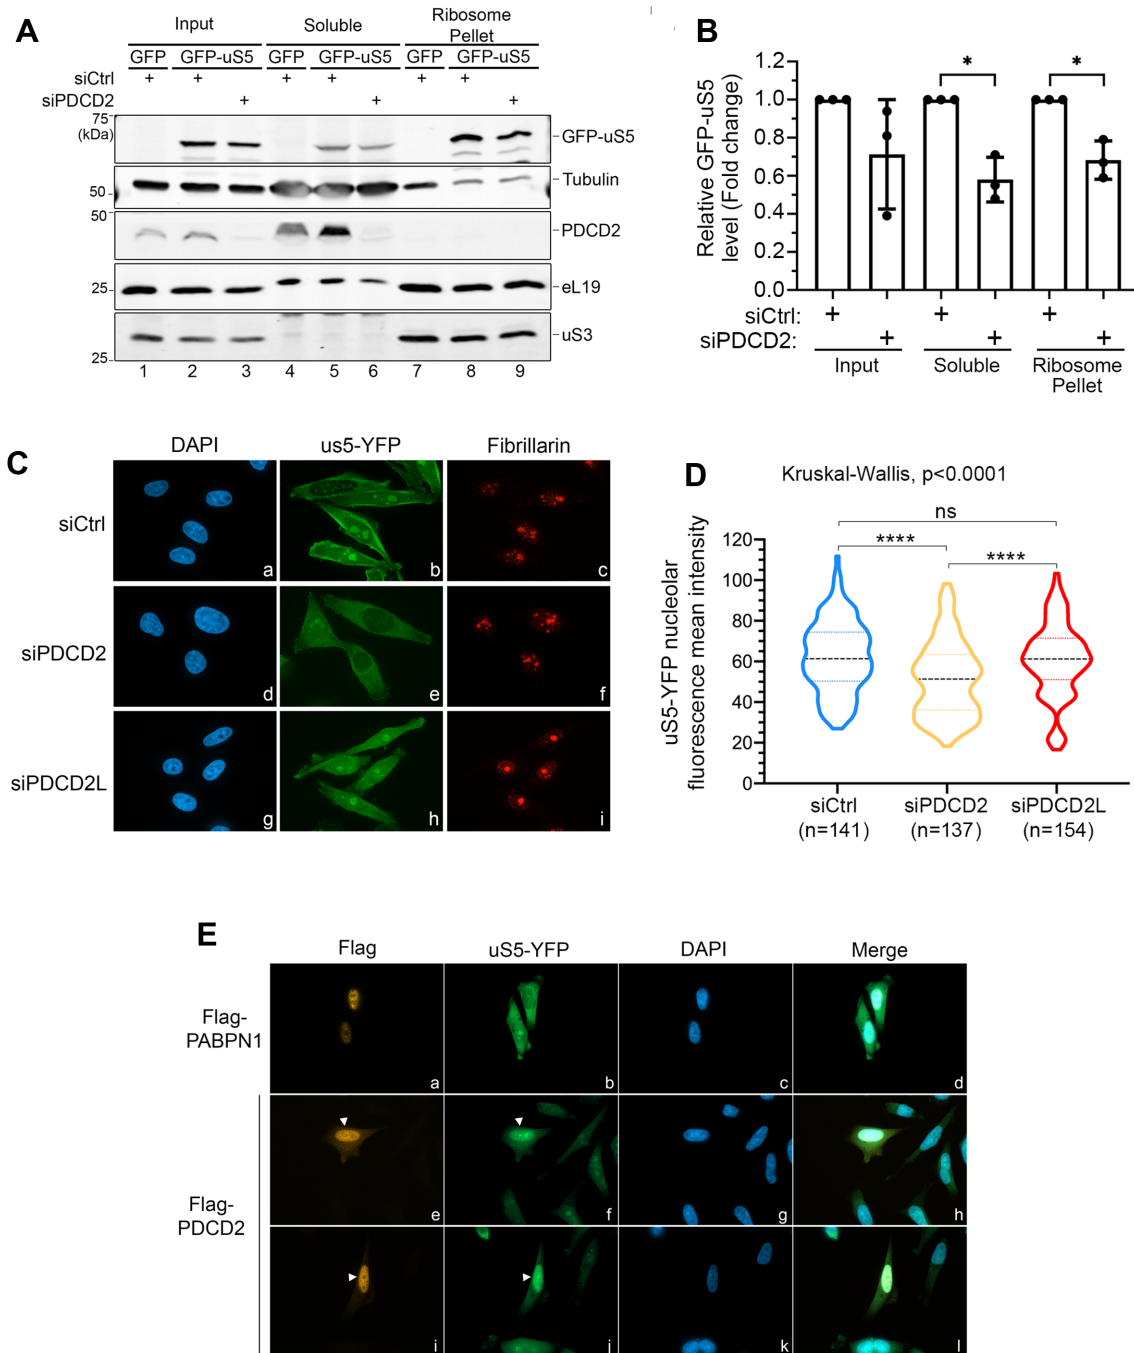 A
Input
Soluble
Ribosome
Pellet
GFP
GFP-uS5
GFP
GFP-uS5
GFP
GFP-uS5
siCtrl + + + + + +
siPDCD2 + + +
75
(kDa)
GFP-uS5
50
Tubulin
50
PDCD2
25
eL19
uS3
25
1 2 3 4 5 6 7 8 9
B
Relative GFP-uS5
level (Fold change)
1.2
1.0
0.8
0.6
0.4
0.2
0.0
* *
siCtrl: + + +
siPDCD2: + + +
Input
Soluble
Ribosome
Pellet
C
DAPI
us5-YFP
Fibrillarin
siCtrl
a b c
siPDCD2
d e f
siPDCD2L
g h i
D
Kruskal-Wallis, p<0.0001
ns
****
****
uS5-YFP nucleolar
fluorescence mean intensity
120
100
80
60
40
20
0
siCtrl
(n=141)
siPDCD2
(n=137)
siPDCD2L
(n=154)
E
Flag
uS5-YFP
DAPI
Merge
Flag-
PABPN1
a b c d
Flag-
PDCD2
e f g h
i j k l